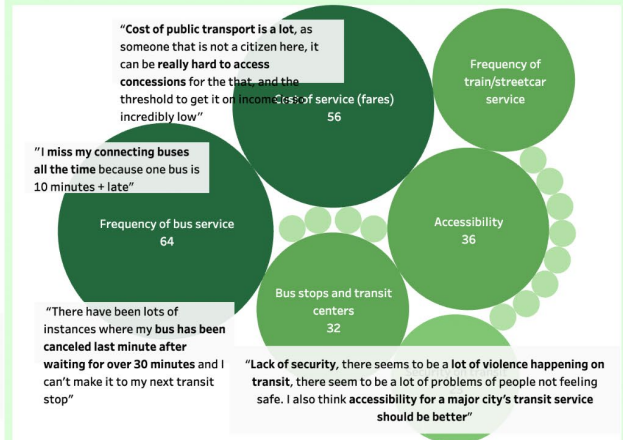 "Cost of public transport is a lot, as
someone that is not a citizen here, it
can be really hard to access
concessions for the that, and the
threshold to get it on income is so
incredibly low"
Cost of service (fares)
56
Frequency of
train/streetcar
service
"I miss my connecting buses
all the time because one bus is
10 minutes + late"
Frequency of bus service
64
Accessibility
36
Bus stops and transit
centers
32
"There have been lots of
instances where my bus has been
canceled last minute after
waiting for over 30 minutes and I
can't make it to my next transit
stop"
"Lack of security, there seems to be a lot of violence happening on
transit, there seem to be a lot of problems of people not feeling
safe. I also think accessibility for a major city's transit service
should be better"